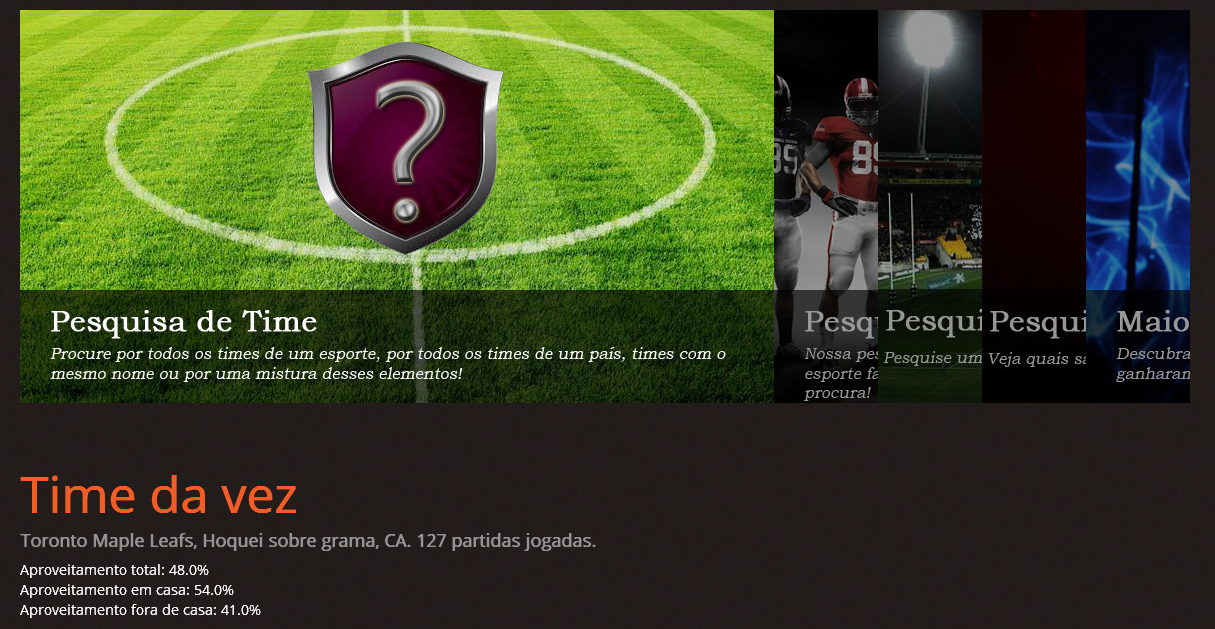 ?
Pesquisa de Time
Procure por todos os times de um esporte, por todos os times de um país, times com o
mesmo nome ou por uma mistura desses elementos!
89
89
Pesq
Nossa pes
esporte fa
procura!
Pesqui
Pesquise um
Pesqui
Veja quais sa
Maio
Descubra
ganharan
Time da vez
Toronto Maple Leafs, Hoquei sobre grama, CA. 127 partidas jogadas.
Aproveitamento total: 48.0%
Aproveitamento em casa: 54.0%
Aproveitamento fora de casa: 41.0%